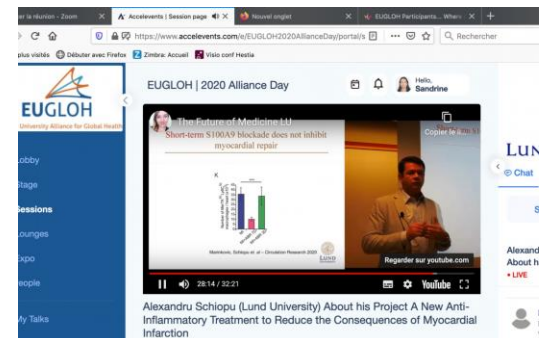 er la réunion - Zoom
Accelevents | Session page
Nouvel onglet
EUGLOH Participants... Wher
https://www.accelevents.com/e/EUGLOH2020AllianceDay/portal/s
Rechercher
plus visités
Débuter avec Firefox
Zimbra: Accueil
Visio conf Hestia
EUGLOH
University Alliance for Global Health
EUGLOH | 2020 Alliance Day
Hello,
Sandrine
Lobby
Stage
Sessions
Lounges
Expo
People
My Talks
The Future of Medicine LU
Copier le l
Short-term S100A9 blockade does not inhibit
myocardial repair
K
Marinkovic, Schiopu et al – Circulation Research 2020
LUND
Regarder sur youtube.com
28:14 / 32:21
YouTube
Alexandru Schiopu (Lund University) About his Project A New Anti-
Inflammatory Treatment to Reduce the Consequences of Myocardial
Infarction
LUN
Chat
S
Alexand
About h
• LIVE